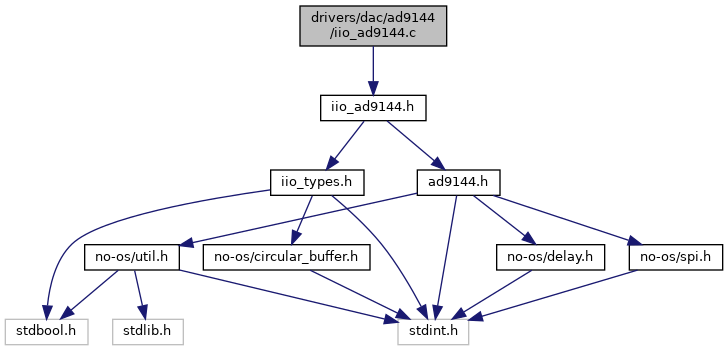 drivers/dac/ad9144
/iio_ad9144.c
iio_ad9144.h
iio_types.h
ad9144.h
no-os/util.h
no-os/circular_buffer.h
no-os/delay.h
no-os/spi.h
stdbool.h
stdlib.h
stdint.h